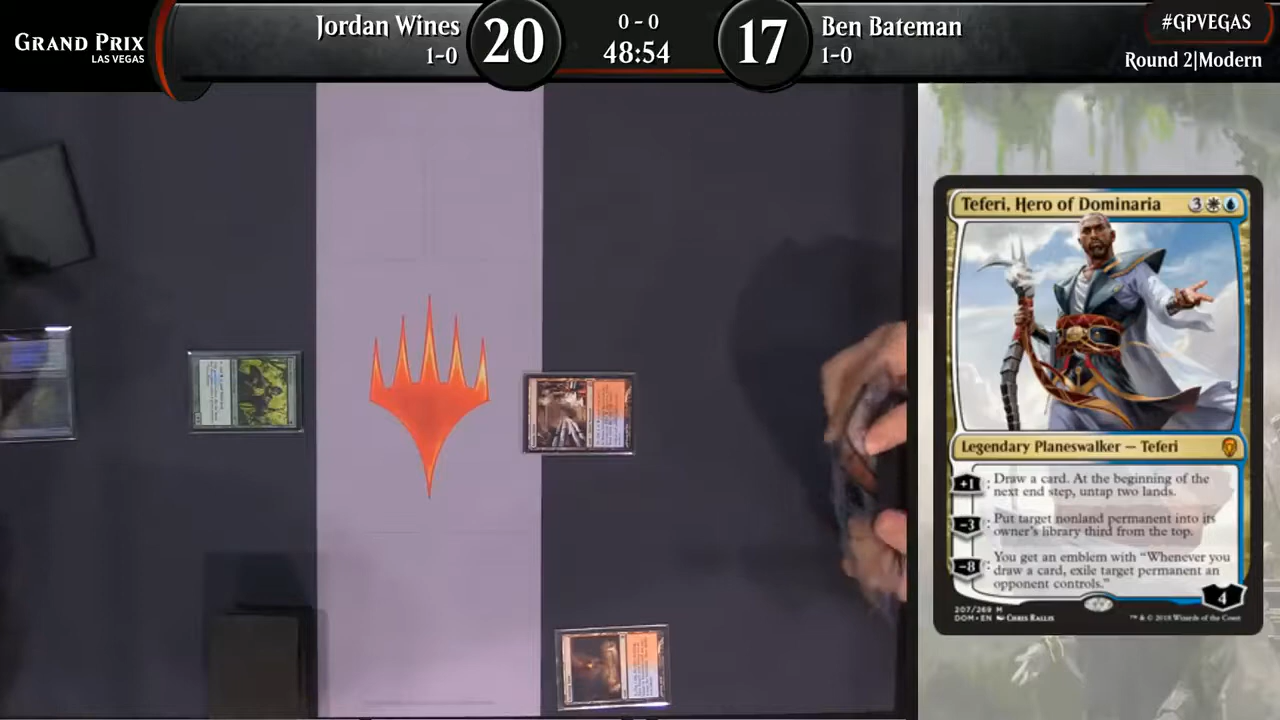 GRAND PRIX
LAS VEGAS
Jordan Wines
1-0
20
0 - 0
48:54
17
Ben Bateman
1-0
#GPVEGAS
Round 2|Modern
Teferi, Hero of Dominaria 3
Legendary Planeswalker — Teferi
+1: Draw a card. At the beginning of the
next end step, untap two lands.
-3: Put target nonland permanent into its
owner's library third from the top.
-8: You get an emblem with "Whenever you
draw a card, exile target permanent an
opponent controls."
4
207/269 M
DOM • EN CHRIS RALLIS
™ & © 2018 Wizards of the Coast